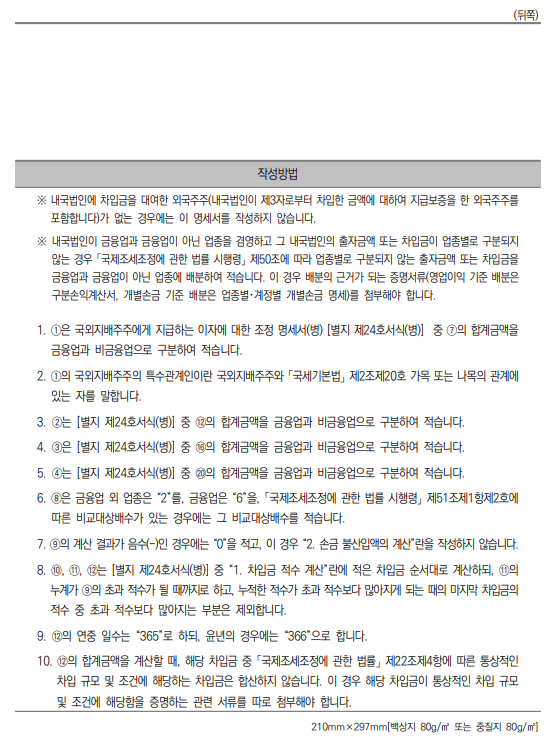 (뒤쪽)
작성방법
※ 내국법인에 차입금을 대여한 외국주주(내국법인이 제3자로부터 차입한 금액에 대하여 지급보증을 한 외국주주를
포함합니다)가 없는 경우에는 이 명세서를 작성하지 않습니다.
※ 내국법인이 금융업과 금융업이 아닌 업종을 겸영하고 그 내국법인의 출자금액 또는 차입금이 업종별로 구분되지
않는 경우 「국제조세조정에 관한 법률 시행령」 제50조에 따라 업종별로 구분되지 않는 출자금액 또는 차입금을
금융업과 금융업이 아닌 업종에 배분하여 적습니다. 이 경우 배분의 근거가 되는 증명서류(영업이익 기준 배분은
구분손익계산서, 개별손금 기준 배분은 업종별·계정별 개별손금 명세)를 첨부해야 합니다.
1. ①은 국외지배주주에게 지급하는 이자에 대한 조정 명세서(병) [별지 제24호서식(병)] 중 ⑦의 합계금액을
금융업과 비금융업으로 구분하여 적습니다.
2. ①의 국외지배주주의 특수관계인이란 국외지배주주와 「국세기본법」 제2조제20호 가목 또는 나목의 관계에
있는 자를 말합니다.
3. ②는 [별지 제24호서식(병)] 중 ⑫의 합계금액을 금융업과 비금융업으로 구분하여 적습니다.
4. ③은 [별지 제24호서식(병)] 중 ⑯의 합계금액을 금융업과 비금융업으로 구분하여 적습니다.
5. ④는 [별지 제24호서식(병)] 중 ⑳의 합계금액을 금융업과 비금융업으로 구분하여 적습니다.
6. ⑧은 금융업 외 업종은 “2”를, 금융업은 “6”을, 「국제조세조정에 관한 법률 시행령」 제51조제1항제2호에
따른 비교대상배수가 있는 경우에는 그 비교대상배수를 적습니다.
7. ⑨의 계산 결과가 음수(-)인 경우에는 “0”을 적고, 이 경우 “2. 손금 불산입액의 계산”란을 작성하지 않습니다.
8. ⑩, ⑪, ⑫는 [별지 제24호서식(병)] 중 “1. 차입금 적수 계산”란에 적은 차입금 순서대로 계산하되, ⑪의
누계가 ⑨의 초과 적수가 될 때까지로 하고, 누적한 적수가 초과 적수보다 많아지게 되는 때의 마지막 차입금의
적수 중 초과 적수보다 많아지는 부분은 제외합니다.
9. ⑫의 연중 일수는 “365”로 하되, 윤년의 경우에는 “366”으로 합니다.
10. ⑫의 합계금액을 계산할 때, 해당 차입금 중 「국제조세조정에 관한 법률」 제22조제4항에 따른 통상적인
차입 규모 및 조건에 해당하는 차입금은 합산하지 않습니다. 이 경우 해당 차입금이 통상적인 차입 규모
및 조건에 해당함을 증명하는 관련 서류를 따로 첨부해야 합니다.
210mm×297mm[백상지 80g/㎡ 또는 중질지 80g/㎡]